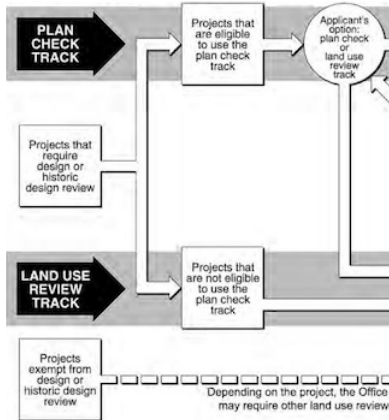 PLAN
CHECK
TRACK
Projects that
are eligible
to use the
plan check
track
Applicant's
option:
plan check
or
land use
review
track
Projects that
require
design or
historic
design review
LAND USE
REVIEW
TRACK
Projects that
are not eligible
to use the
plan check
track
Projects
exempt from
design or
historic design
review
Depending on the project, the Office
may require other land use review